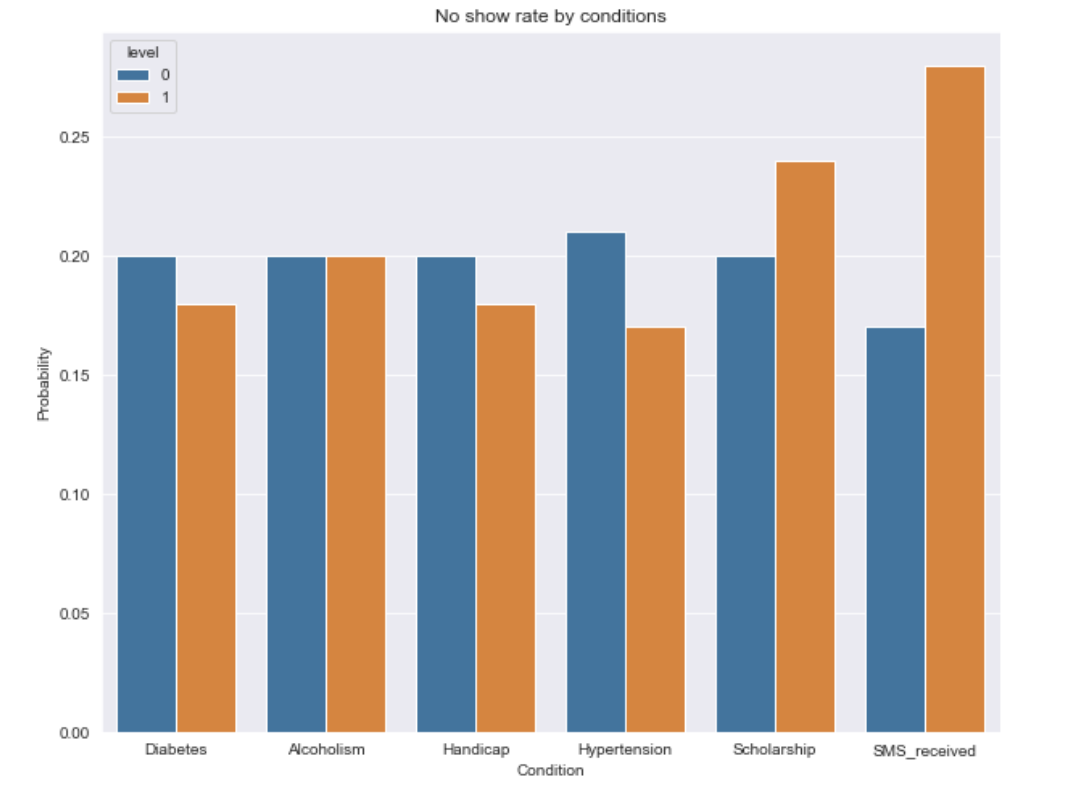 No show rate by conditions
level
0
1
0.25
0.20
0.15
0.10
0.05
0.00
Probability
Diabetes Alcoholism Handicap Hypertension Scholarship SMS_received
Condition